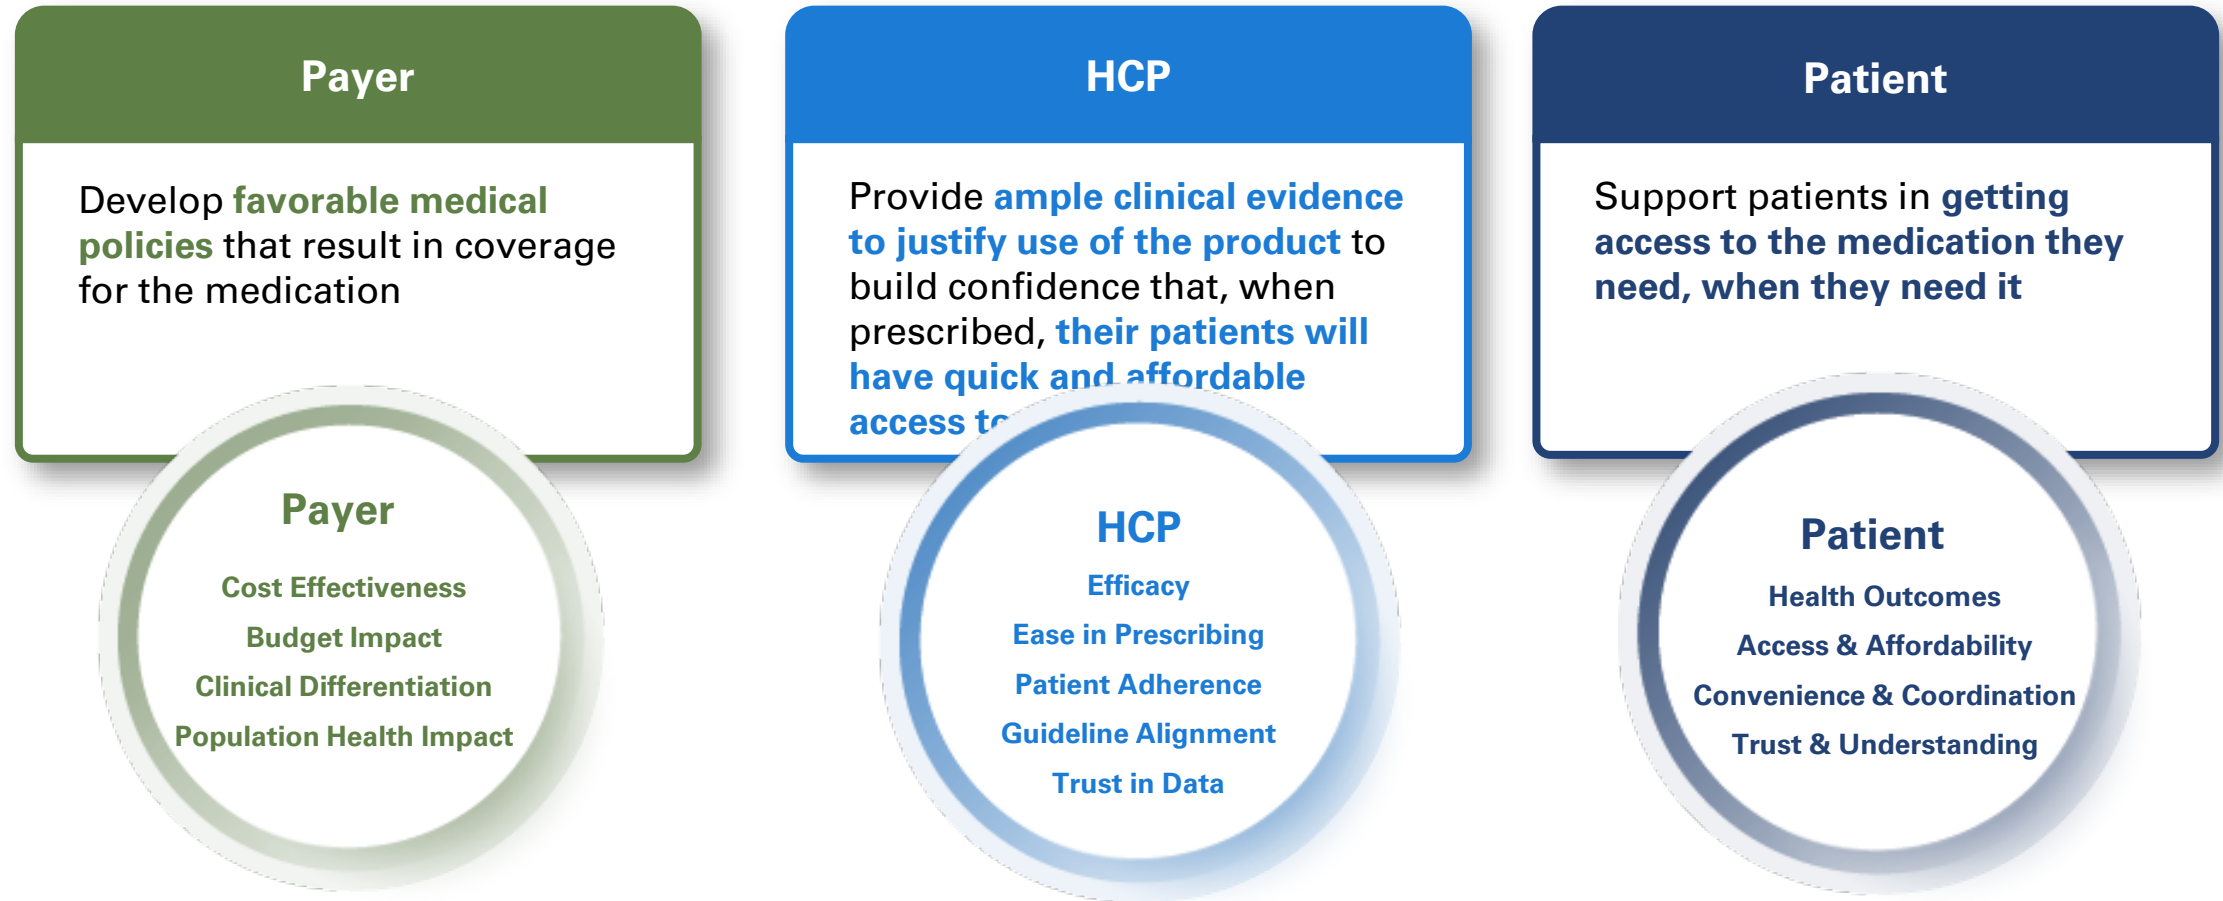 Payer
Develop favorable medical
policies that result in coverage
for the medication
Payer
Cost Effectiveness
Budget Impact
Clinical Differentiation
Population Health Impact
HCP
Provide ample clinical evidence
to justify use of the product to
build confidence that, when
prescribed, their patients will
have quick and affordable
access
HCP
Efficacy
Ease in Prescribing
Patient Adherence
Guideline Alignment
Trust in Data
Patient
Support patients in getting
access to the medication they
need, when they need it
Patient
Health Outcomes
Access & Affordability
Convenience & Coordination
Trust & Understanding